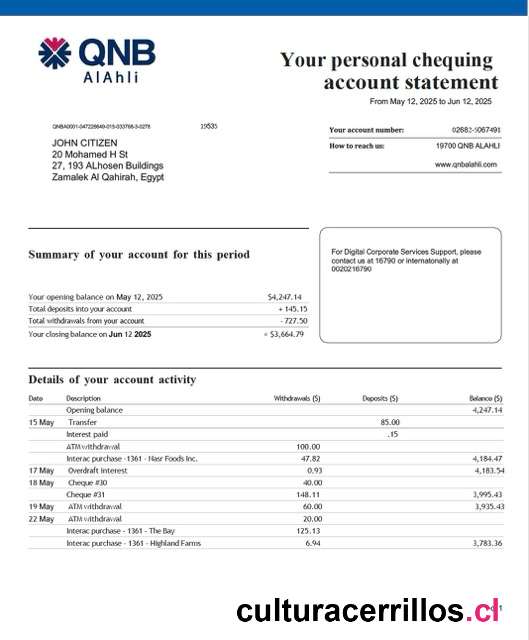 QNB
AlAhli
Your personal chequing
account statement
From May 12, 2025 to Jun 12, 2025
19535
Your account number: 02682-5067491
JOHN CITIZEN
How to reach us: 19700 QNB ALAHLI
20 Mohamed H St
27, 193 ALhosen Buildings
www.qnbalahli.com
Zamalek Al Qahirah, Egypt
Summary of your account for this period
For Digital Corporate Services Support, please
contact us at 16790 or internatonally at
0020216790
Your opening balance on May 12, 2025 $4,247.14
Total deposits into your account + 145.15
Total withdrawals from your account - 727.50
Your closing balance on Jun 12 2025 = $3,664.79
Details of your account activity
Date Description Withdrawals ($) Deposits ($) Balance ($)
Opening balance 4,247.14
15 May Transfer 85.00
Interest paid .15
ATM withdrawal 100.00
Interac purchase -1361 - Nasr Foods Inc. 47.82 4,184.47
17 May Overdraft interest 0.93 4,183.54
18 May Cheque #30 40.00
Cheque #31 148.11 3,995.43
19 May ATM withdrawal 60.00 3,935.43
22 May ATM withdrawal 20.00
Interac purchase - 1361 - The Bay 125.13
Interac purchase - 1361 - Highland Farms 6.94 3,783.36
culturacerrillos.cl